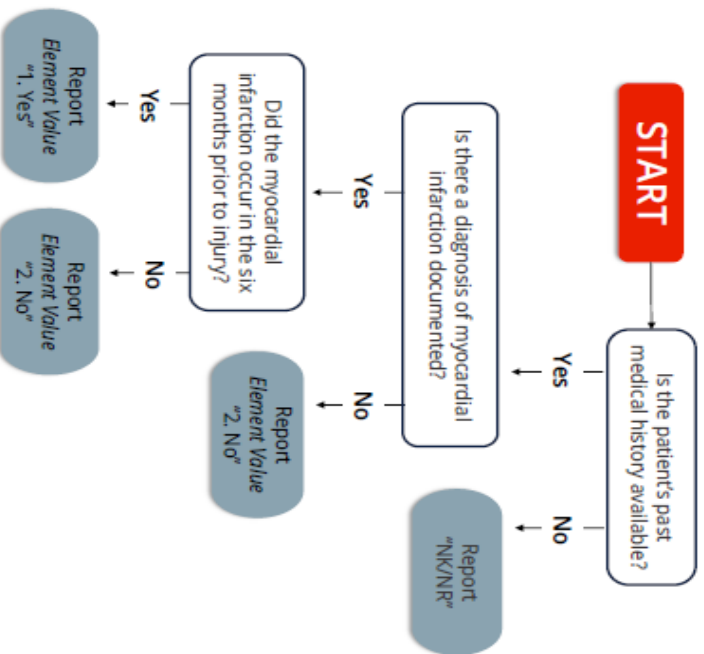 START
Is the patient's past
medical history available?
Yes
No
Is there a diagnosis of myocardial
infarction documented?
Report
"NK/NR"
Yes
No
Did the myocardial
infarction occur in the six
months prior to injury?
Report
Element Value
"2. No"
Yes
No
Report
Element Value
"1. Yes"
Report
Element Value
"2. No"